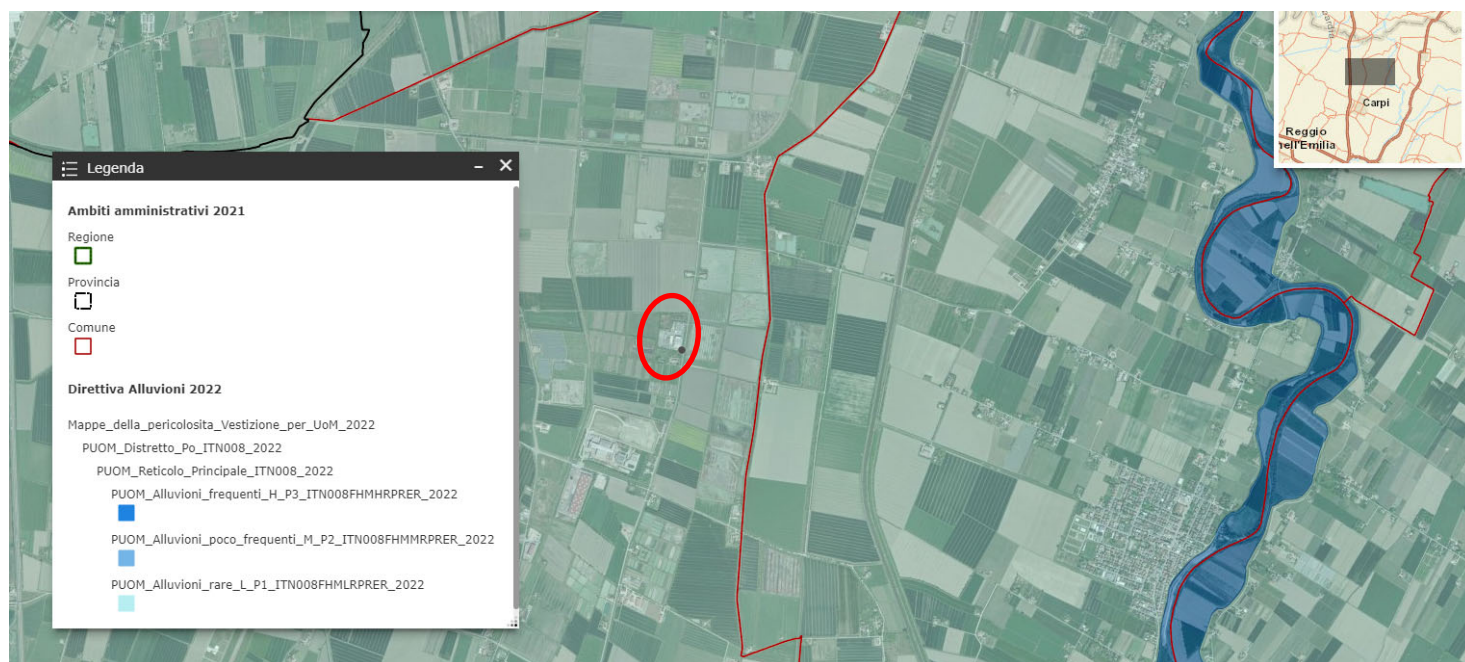 Legenda
Ambiti amministrativi 2021
Regione
Provincia
Comune
Direttiva Alluvioni 2022
Mappe_della_pericolosita_Vestizione_per_UoM_2022
PUOM_Distretto_Po_ITN008_2022
PUOM_Reticolo_Principale_ITN008_2022
PUOM_Alluvioni_frequenti_H_P3_ITN008FHMHRPRER_2022
PUOM_Alluvioni_poco_frequenti_M_P2_ITN008FHMMRPRER_2022
PUOM_Alluvioni_rare_L_P1_ITN008FHMLRPRER_2022
Carpi
Reggio
nell'Emilia